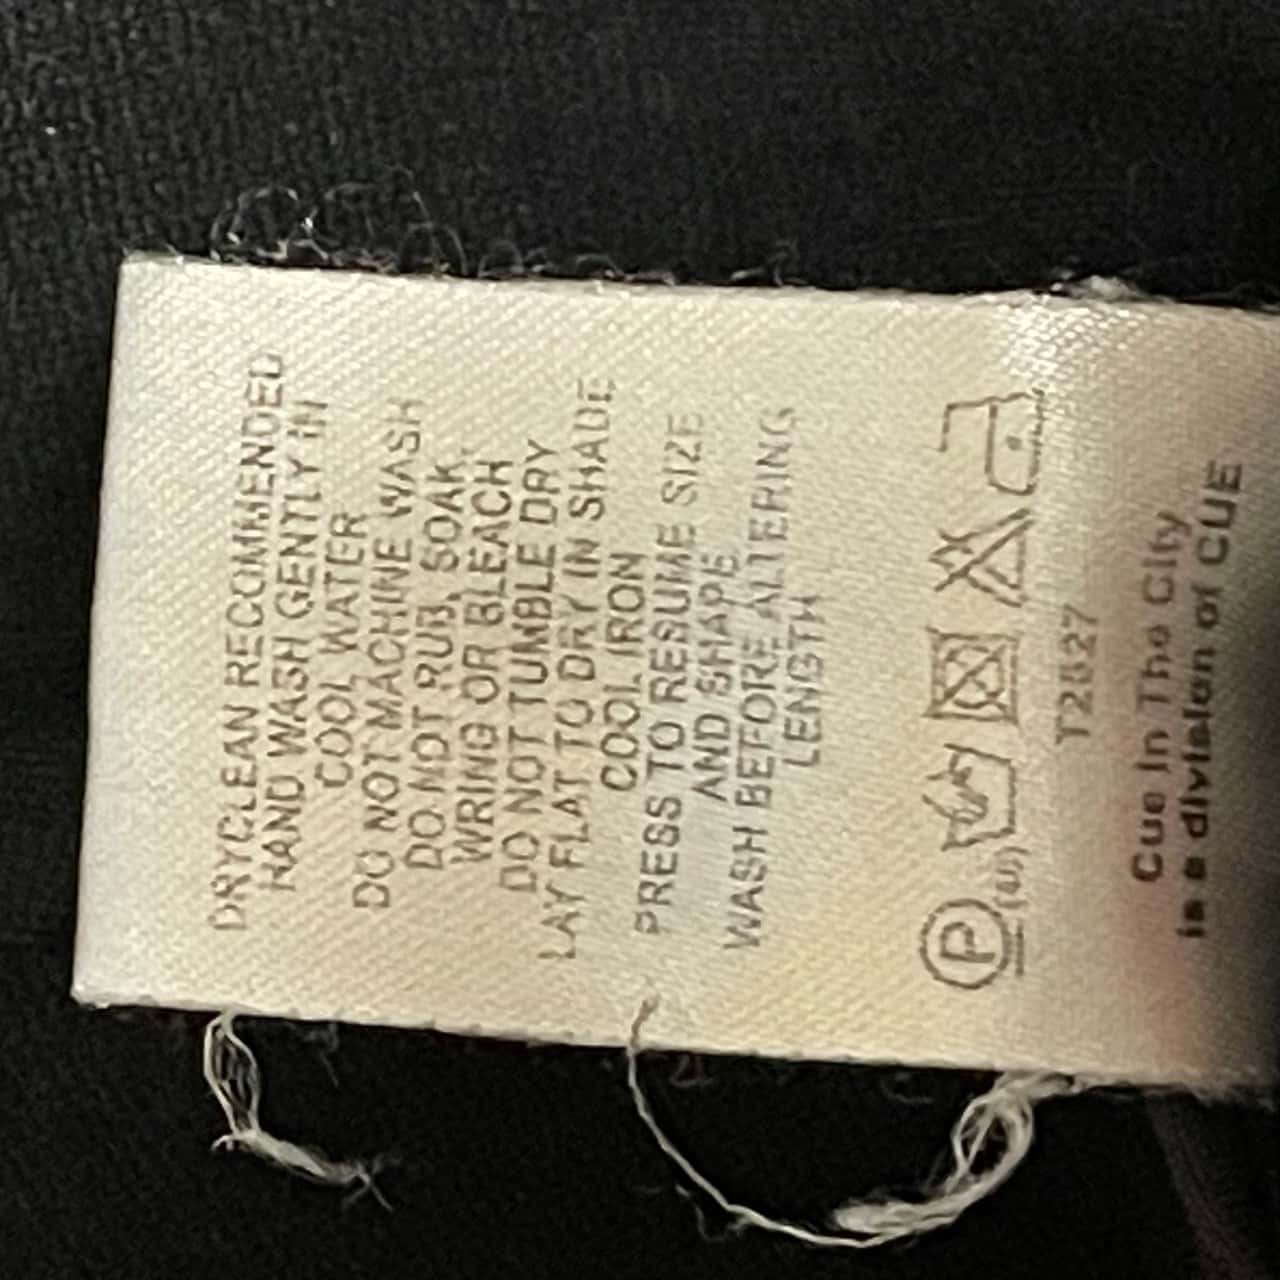 DRYCLEAN RECOMMENDED
HAND WASH GENTLY IN
COOL WATER
DO NOT MACHINE WASH
DO NOT RUB, SOAK,
WRING OR BLEACH
DO NOT TUMBLE DRY
LAY FLAT TO DRY IN SHADE
COOL IRON
PRESS TO RESUME SIZE
AND SHAPE
WASH BEFORE ALTERING
LENGTH
P
Cue In The City
is a division of CUE